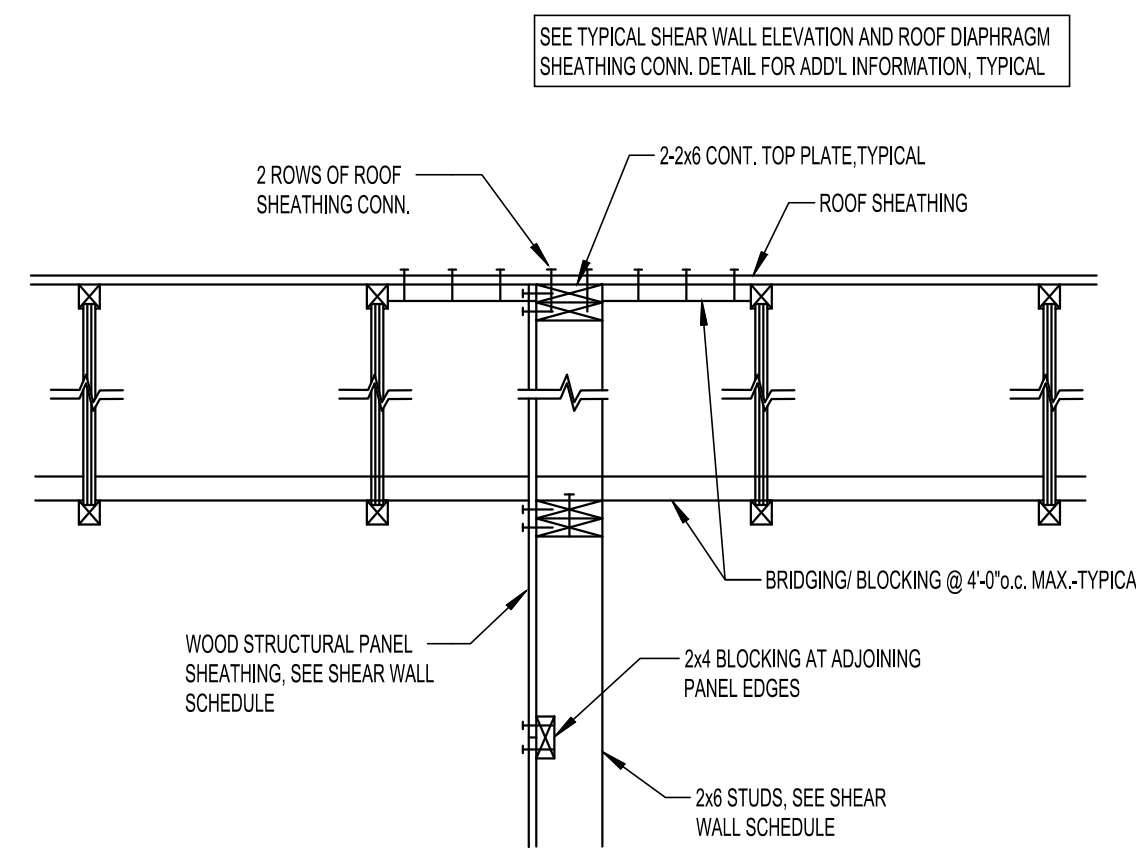 SEE TYPICAL SHEAR WALL ELEVATION AND ROOF DIAPHRAGM
SHEATHING CONN. DETAIL FOR ADD'L INFORMATION, TYPICAL
2 ROWS OF ROOF
SHEATHING CONN.
2-2x6 CONT. TOP PLATE,TYPICAL
ROOF SHEATHING
BRIDGING/ BLOCKING @ 4'-0"o.c. MAX.-TYPICA
WOOD STRUCTURAL PANEL
SHEATHING, SEE SHEAR WALL
SCHEDULE
2x4 BLOCKING AT ADJOINING
PANEL EDGES
2x6 STUDS, SEE SHEAR
WALL SCHEDULE